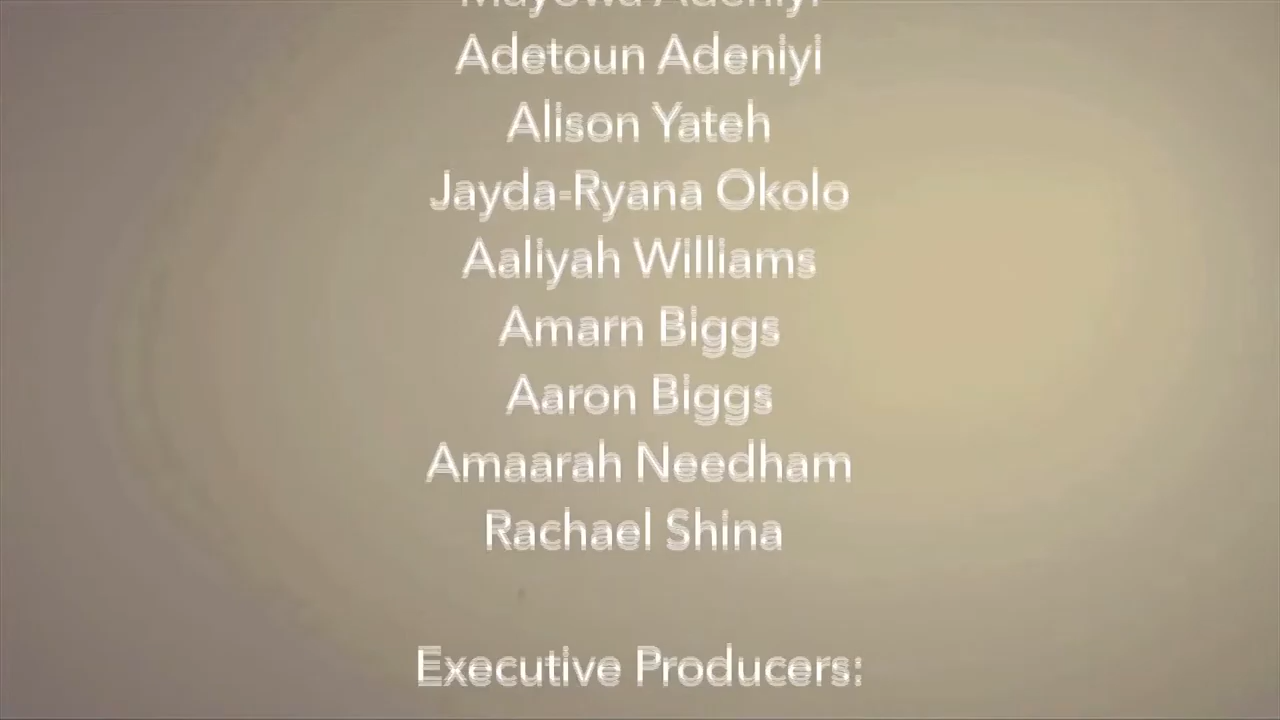 Adetoun Adeniyi
Alison Yateh
Jayda-Ryana Okolo
Aaliyah Williams
Amarn Biggs
Aaron Biggs
Amaarah Needham
Rachael Shina
Executive Producers: